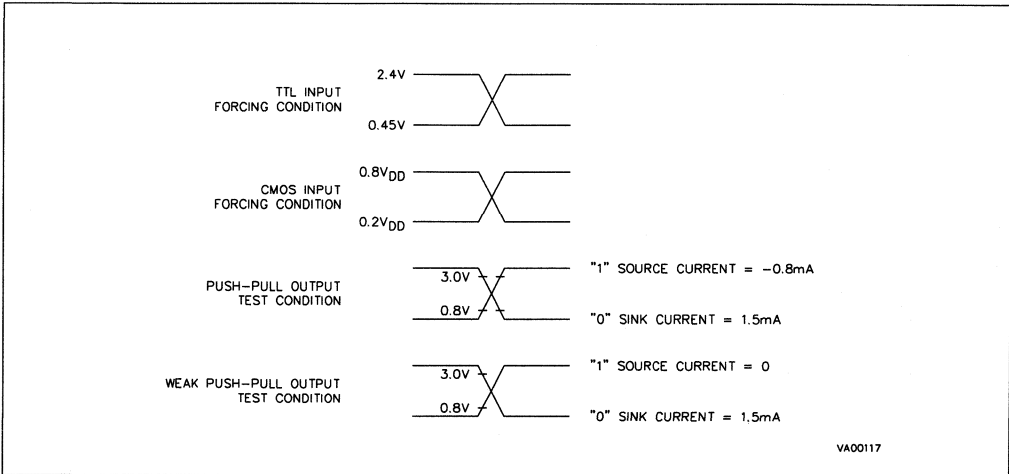 2.4V
TTL INPUT
FORCING CONDITION
0.45V
0.8VDD
CMOS INPUT
FORCING CONDITION
0.2VDD
"1" SOURCE CURRENT = -0.8mA
3.0V
PUSH-PULL OUTPUT
TEST CONDITION
0.8V
"0" SINK CURRENT = 1.5mA
"1" SOURCE CURRENT = 0
3.0V
WEAK PUSH-PULL OUTPUT
TEST CONDITION
0.8V
"0" SINK CURRENT = 1.5mA
VA00117